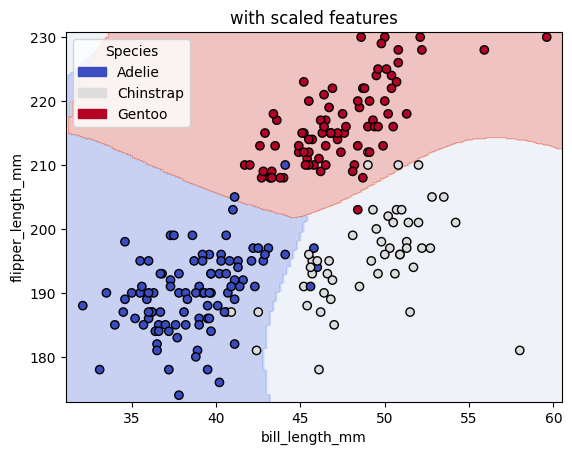 with scaled features
Species
Adelie
Chinstrap
Gentoo
flipper_length_mm
230
220
210
200
190
180
35
40
45
50
55
60
bill_length_mm